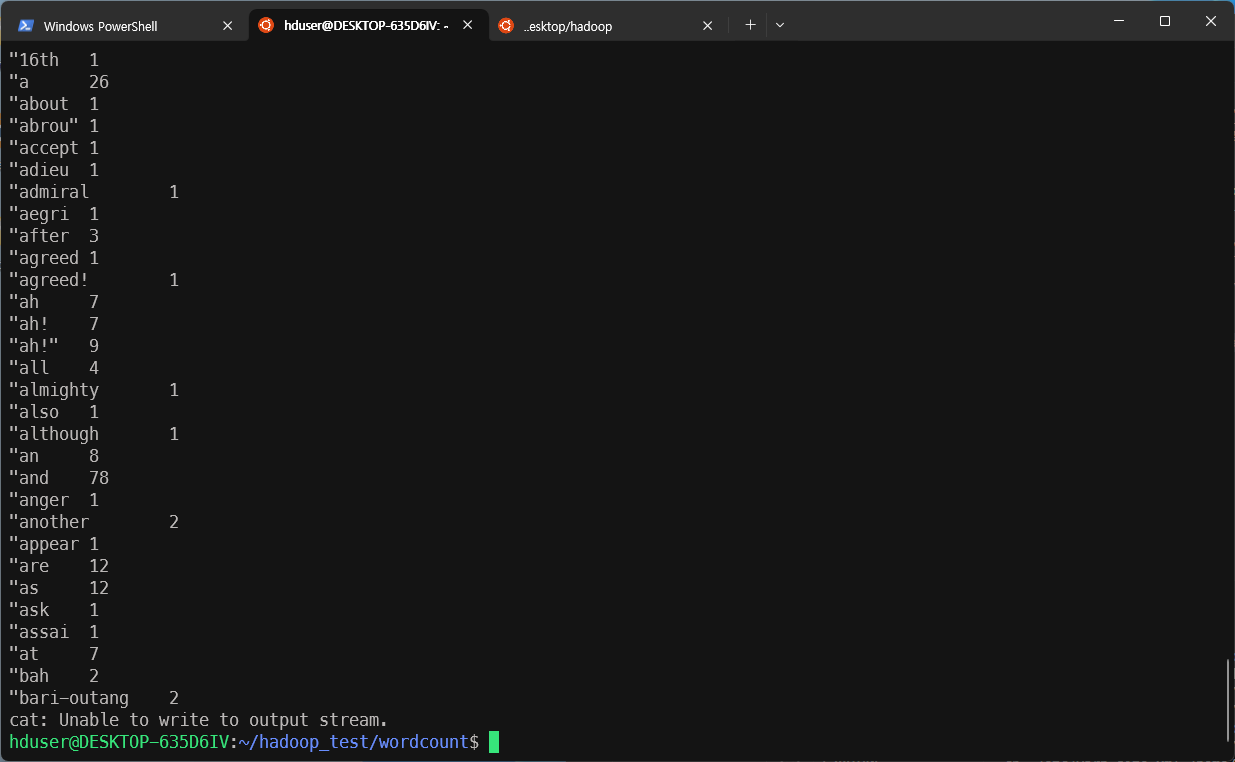 Windows PowerShell
hduser@DESKTOP-635D6IV: ~
..esktop/hadoop
"16th 1
"a 26
"about 1
"abrou" 1
"accept 1
"adieu 1
"admiral 1
"aegri 1
"after 3
"agreed 1
"agreed! 1
"ah 7
"ah! 7
"ah!" 9
"all 4
"almighty 1
"also 1
"although 1
"an 8
"and 78
"anger 1
"another 2
"appear 1
"are 12
"as 12
"ask 1
"assai 1
"at 7
"bah 2
"bari-outang 2
cat: Unable to write to output stream.
hduser@DESKTOP-635D6IV:~/hadoop_test/wordcount$